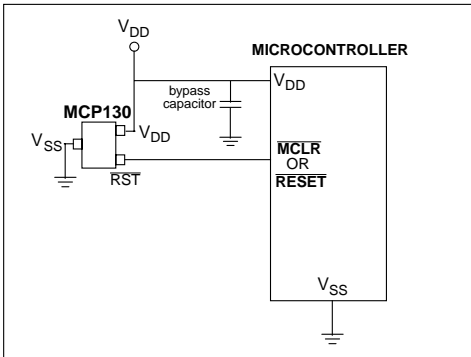 VDD
MICROCONTROLLER
bypass
capacitor
VDD
MCP130
VDD
VSS
RST
MCLR
OR
RESET
VSS